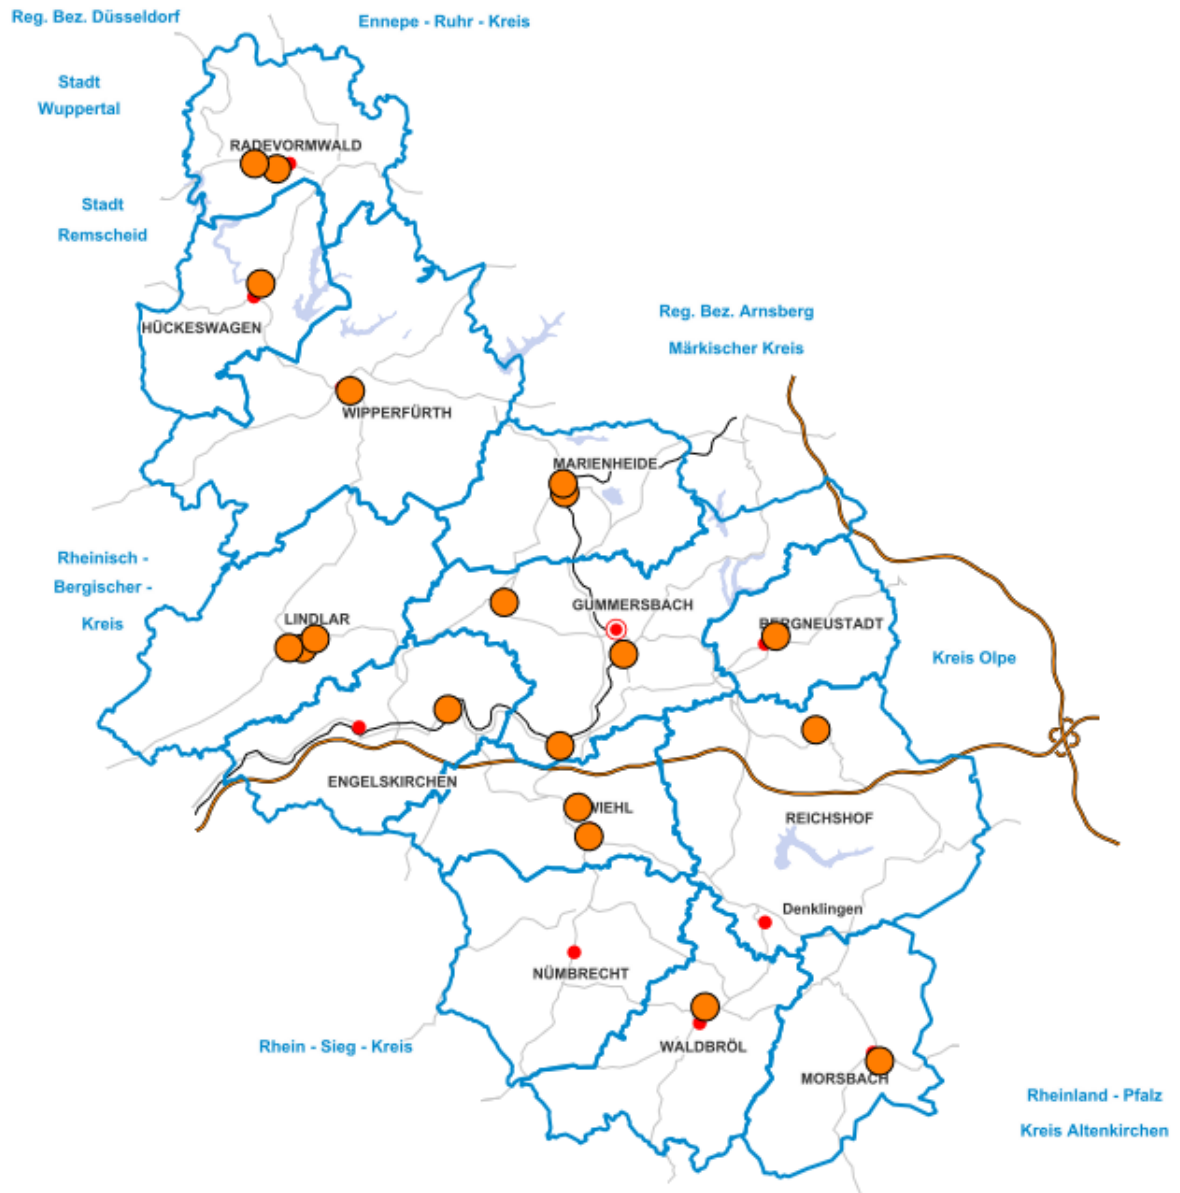 Reg. Bez. Düsseldorf
Ennepe - Ruhr - Kreis
Stadt
Wuppertal
RADEVORMWALD
Stadt
Remscheid
HÜCKESWAGEN
Reg. Bez. Arnsberg
Märkischer Kreis
WIPPERFÜRTH
MARIENHEIDE
Rheinisch -
Bergischer -
Kreis
GUMMERSBACH
LINDLAR
BERGNEUSTADT
Kreis Olpe
ENGELSKIRCHEN
WIEHL
REICHSHOF
Denklingen
NÜMBRECHT
Rhein - Sieg - Kreis
WALDBRÖL
MORSBACH
Rheinland - Pfalz
Kreis Altenkirchen